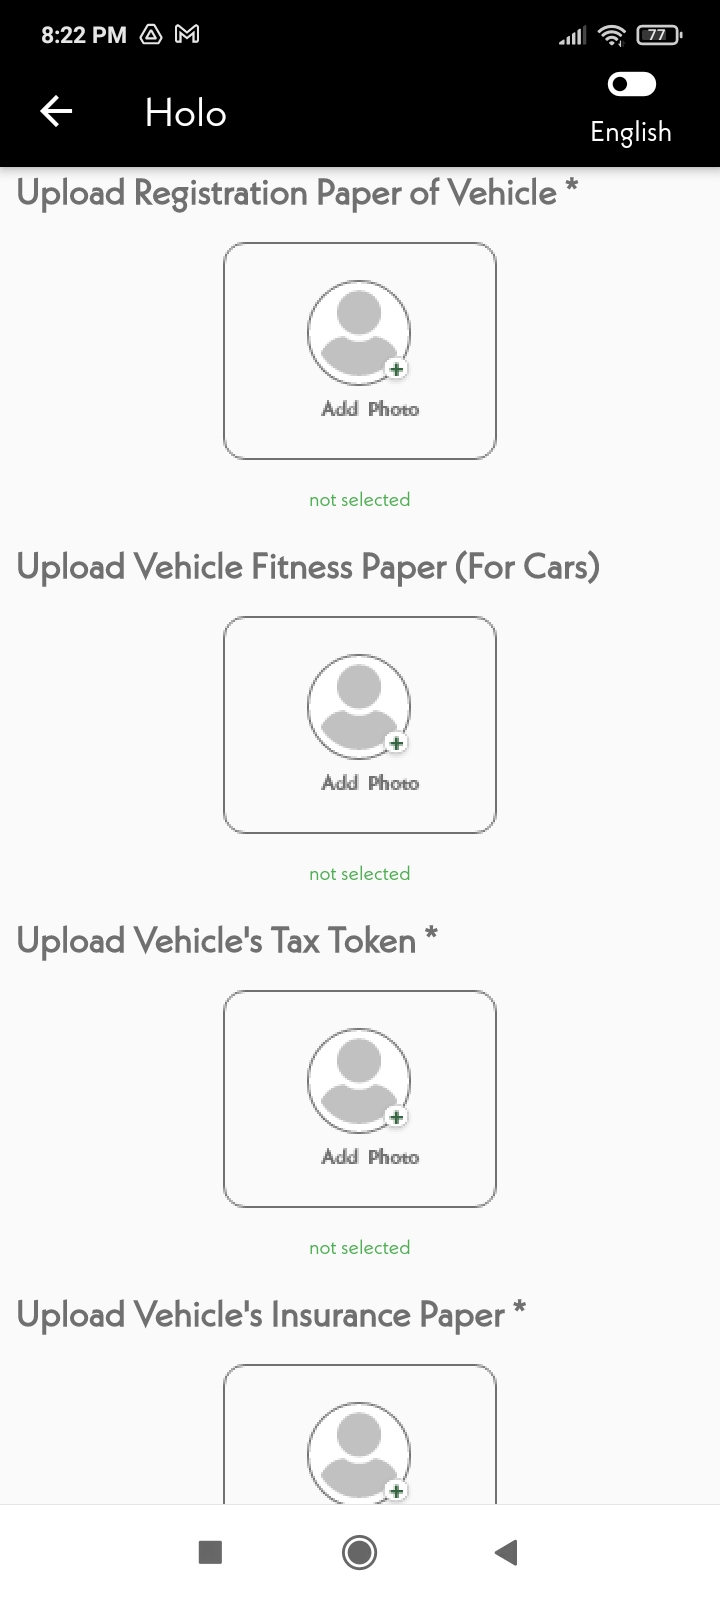 8:22 PM
77
Holo
English
Upload Registration Paper of Vehicle *
Add Photo
not selected
Upload Vehicle Fitness Paper (For Cars)
Add Photo
not selected
Upload Vehicle's Tax Token *
Add Photo
not selected
Upload Vehicle's Insurance Paper *